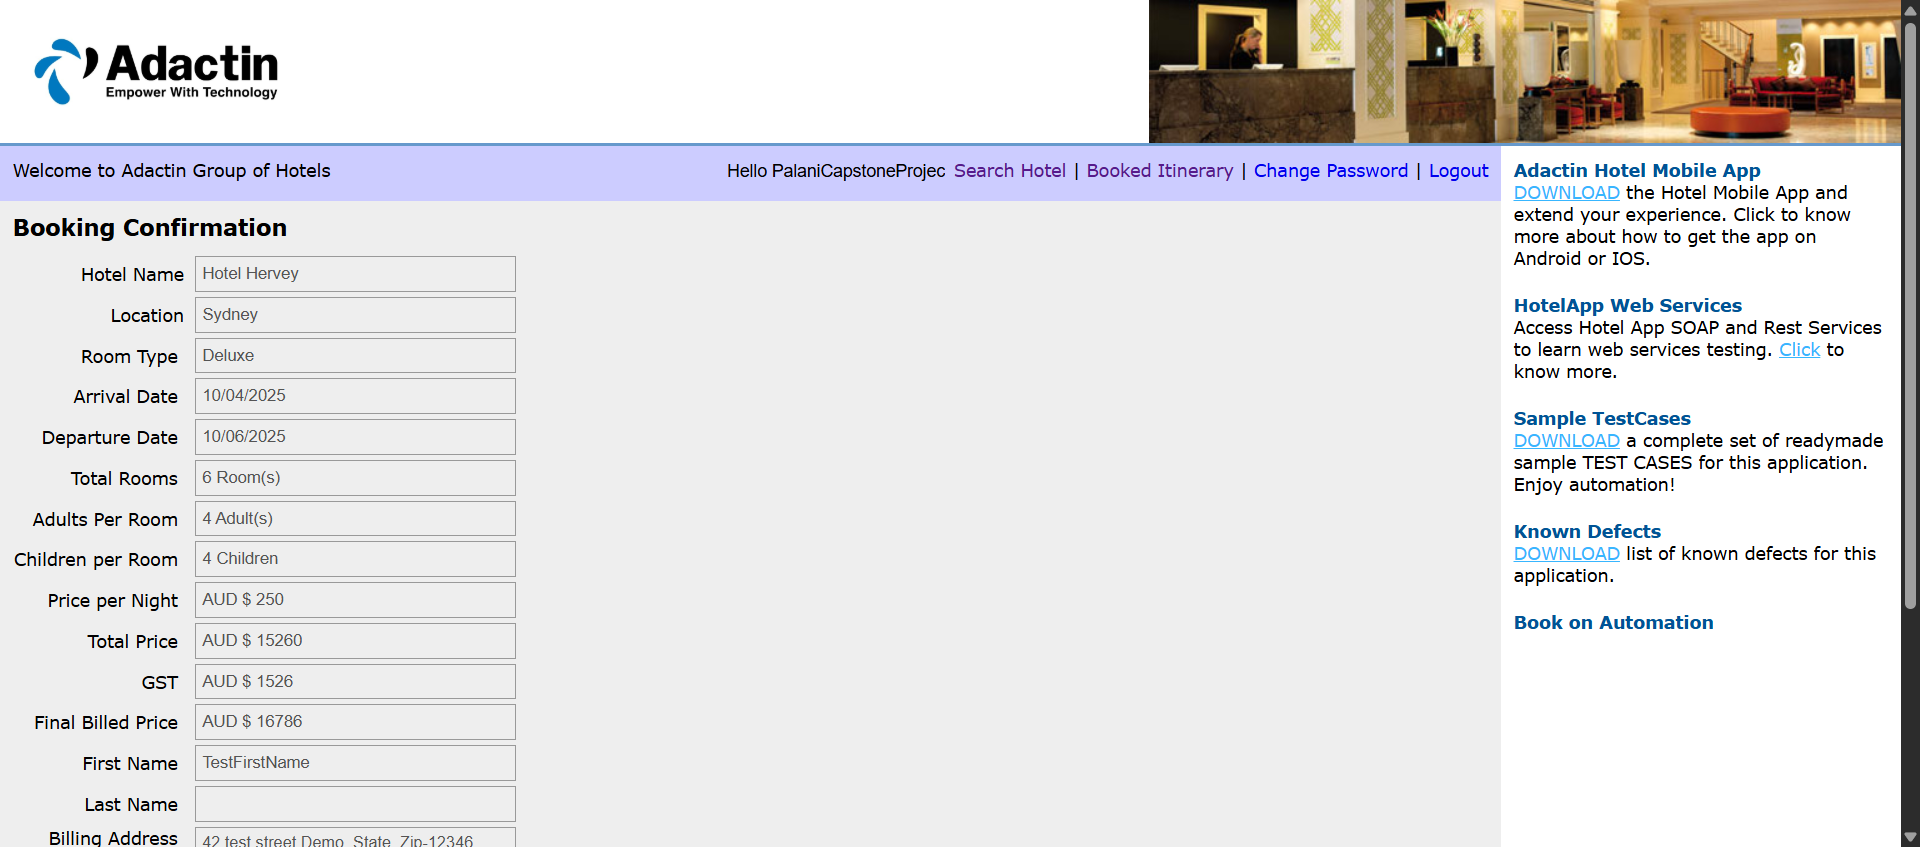 Adactin
Empower With Technology
Welcome to Adactin Group of Hotels
Hello PalaniCapstoneProjec Search Hotel | Booked Itinerary | Change Password | Logout
Booking Confirmation
Hotel Name Hotel Hervey
Location Sydney
Room Type Deluxe
Arrival Date 10/04/2025
Departure Date 10/06/2025
Total Rooms 6 Room(s)
Adults Per Room 4 Adult(s)
Children per Room 4 Children
Price per Night AUD $ 250
Total Price AUD $ 15260
GST AUD $ 1526
Final Billed Price AUD $ 16786
First Name TestFirstName
Last Name
Billing Address 42 test street Demo, State, Zip-12346
Adactin Hotel Mobile App
DOWNLOAD the Hotel Mobile App and
extend your experience. Click to know
more about how to get the app on
Android or IOS.
HotelApp Web Services
Access Hotel App SOAP and Rest Services
to learn web services testing. Click to
know more.
Sample TestCases
DOWNLOAD a complete set of readymade
sample TEST CASES for this application.
Enjoy automation!
Known Defects
DOWNLOAD list of known defects for this
application.
Book on Automation